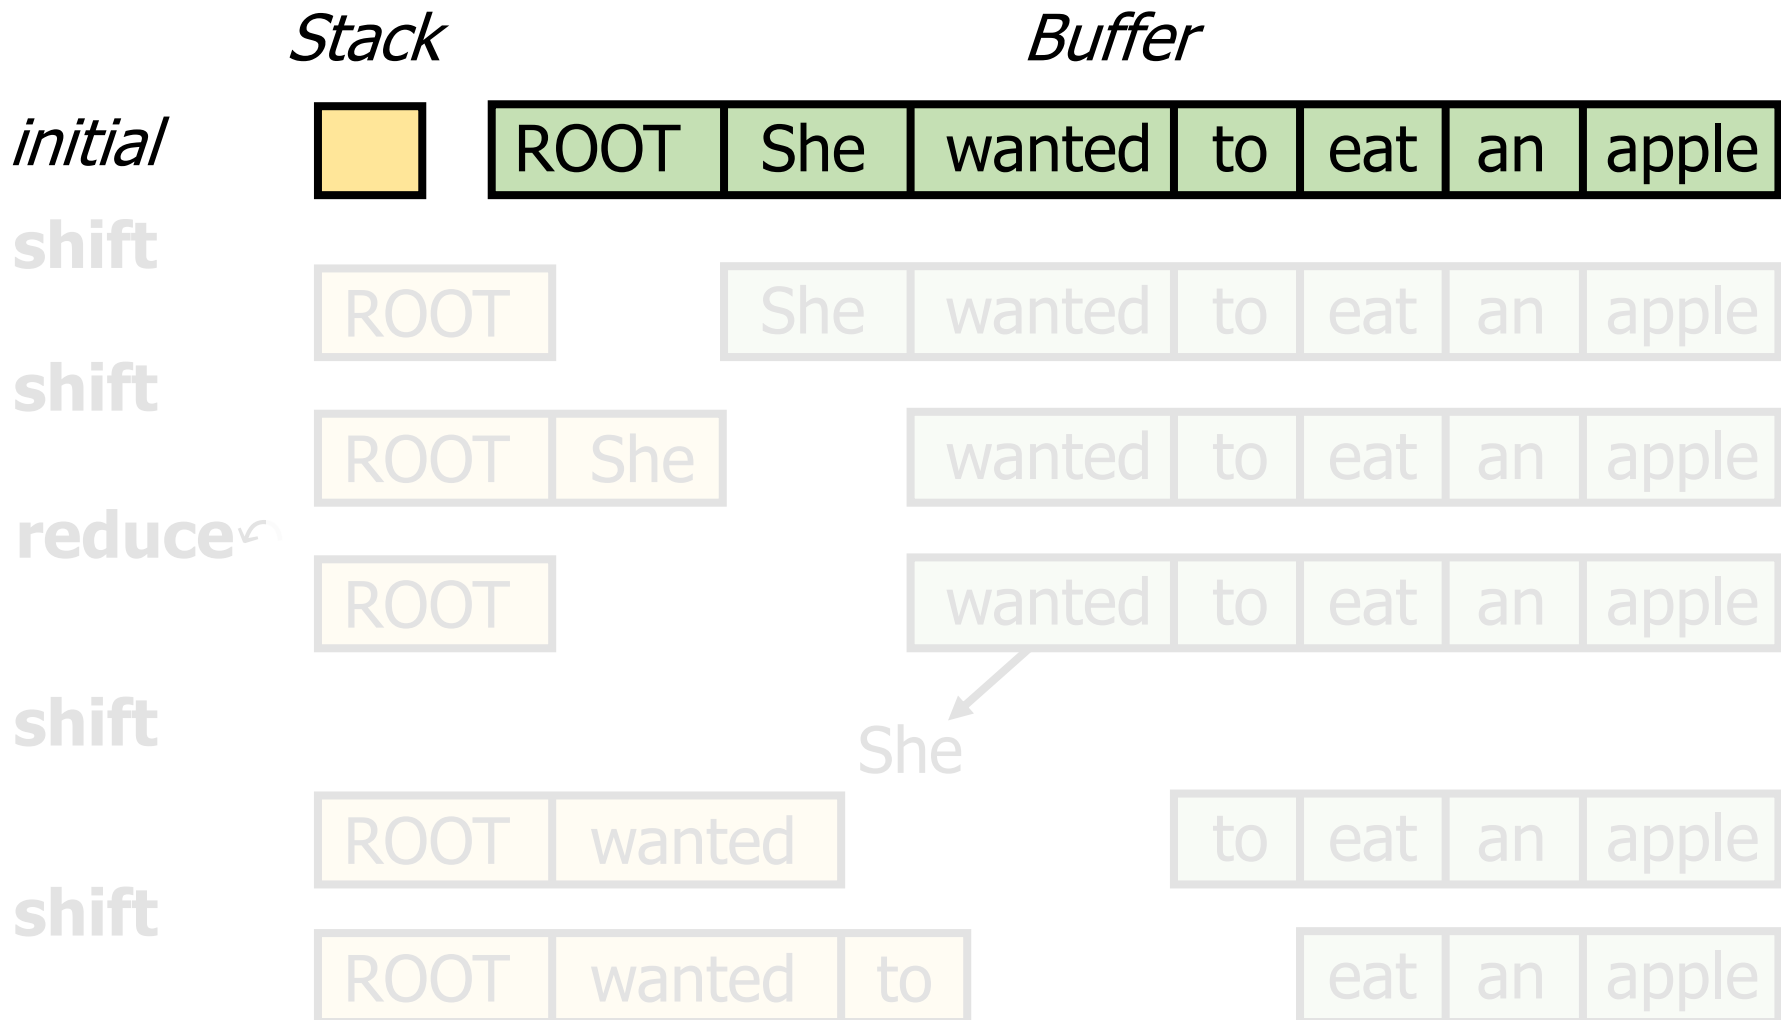 Stack Buffer
initial ROOT She wanted to eat an apple
shift
ROOT She wanted to eat an apple
shift
ROOT She wanted to eat an apple
reduce
ROOT wanted to eat an apple
shift
She
ROOT wanted to eat an apple
shift
ROOT wanted to eat an apple